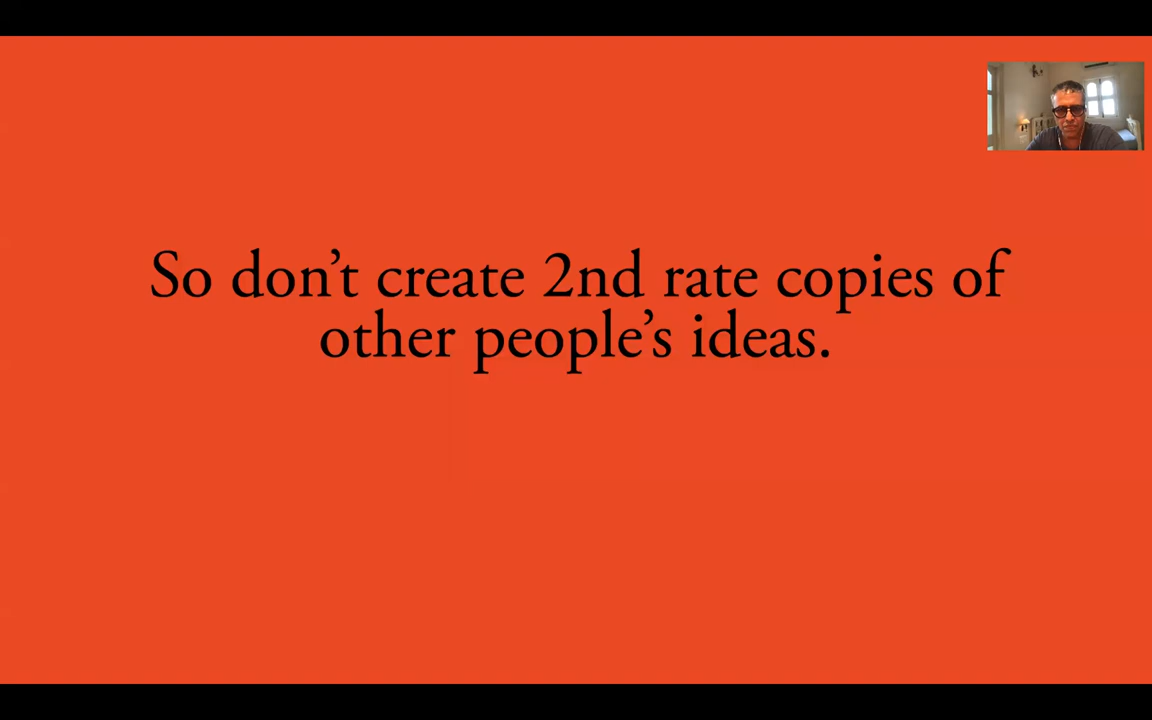 So don’t create 2nd rate copies of
other people’s ideas.